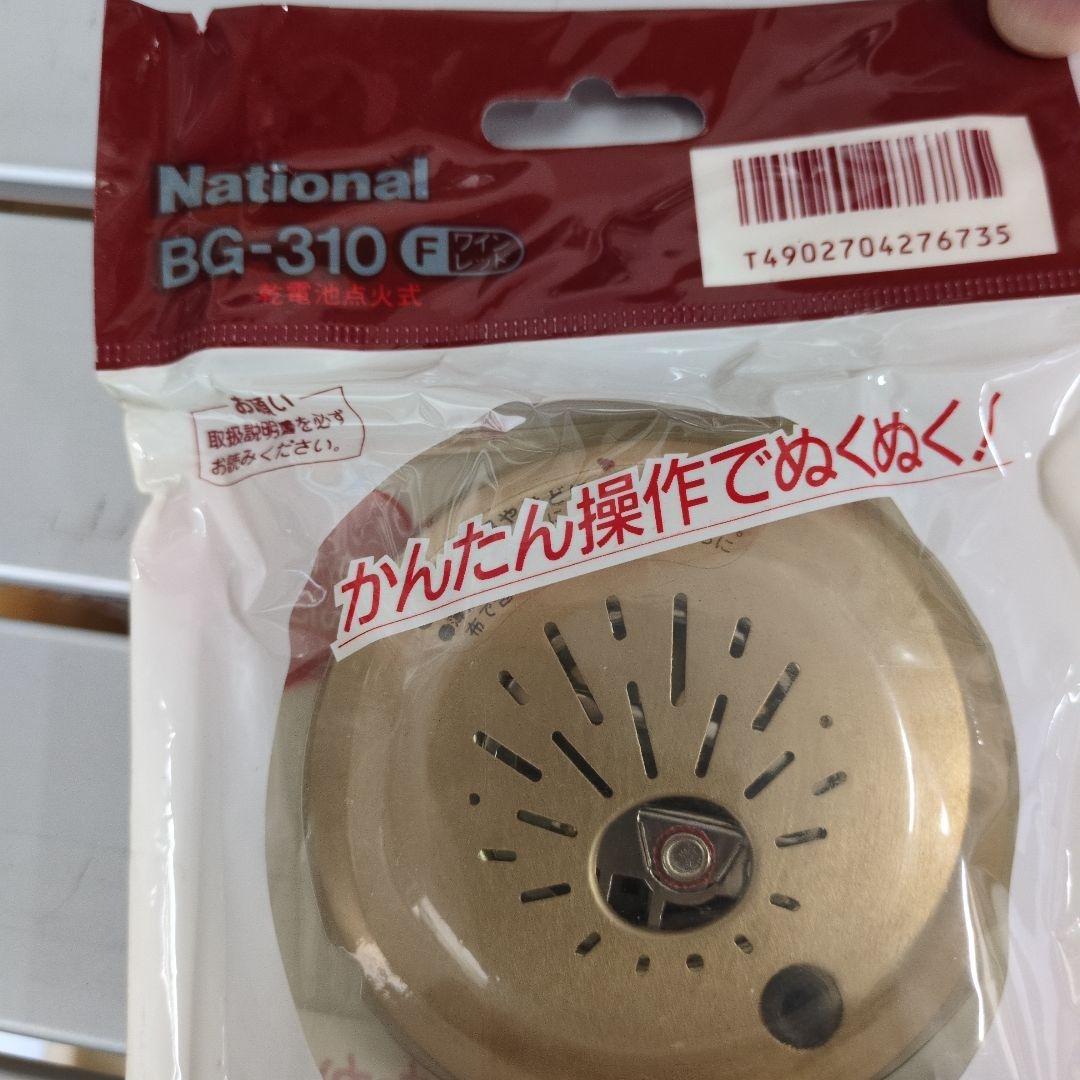 National
BG-310 F ワイン
レッド
乾電池点火式
T4902704276735
お願い
取扱説明書を必ず
お読みください。
かんたん操作でぬくぬく!